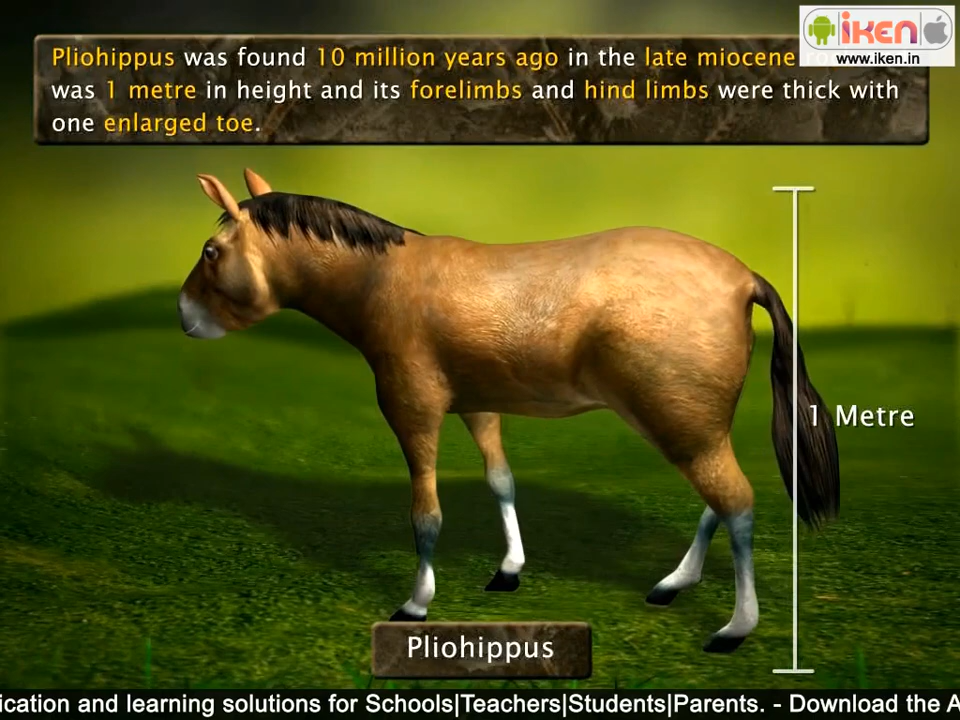 iKEN
www.iken.in
Pliohippus was found 10 million years ago in the late miocene
was 1 metre in height and its forelimbs and hind limbs were thick with
one enlarged toe.
1 Metre
Pliohippus
ication and learning solutions for Schools|Teachers|Students|Parents. - Download the A